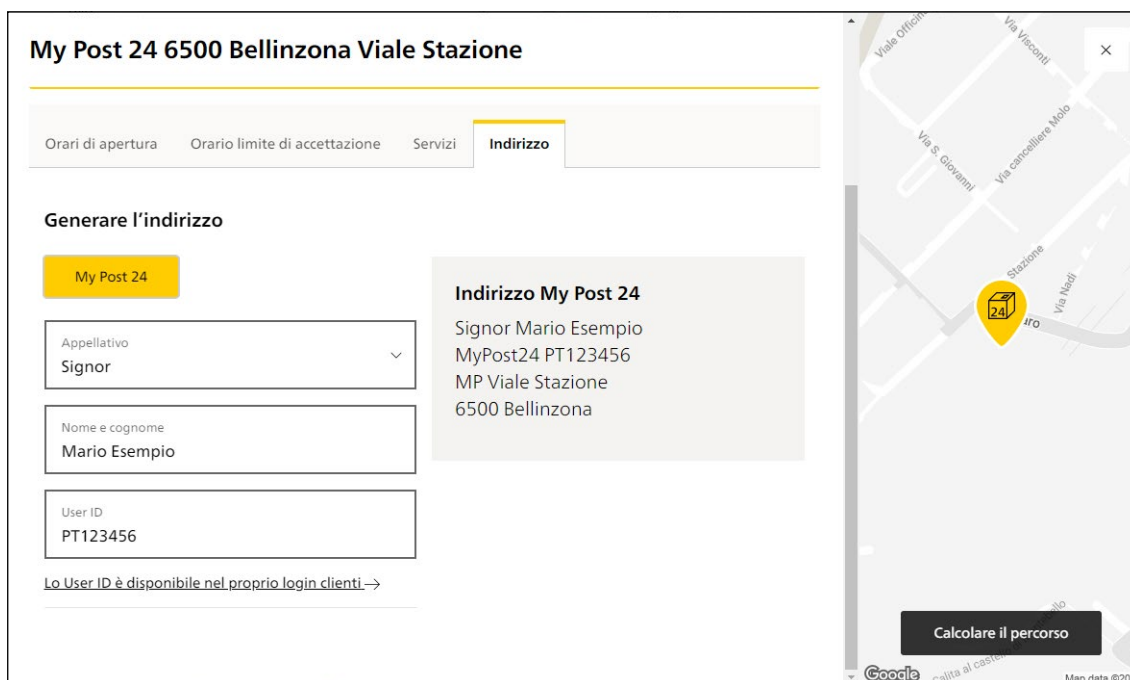 My Post 24 6500 Bellinzona Viale Stazione
Orari di apertura Orario limite di accettazione Servizi Indirizzo
Generare l’indirizzo
My Post 24
Appellativo
Signor
Nome e cognome
Mario Esempio
User ID
PT123456
Lo User ID è disponibile nel proprio login clienti →
Indirizzo My Post 24
Signor Mario Esempio
MyPost24 PT123456
MP Viale Stazione
6500 Bellinzona
Viale
Via Visconti
Via S. Giovanni
Via cancelliere Molo
Stazione
Via Nadi
24
Calcolare il percorso
Google
Map data